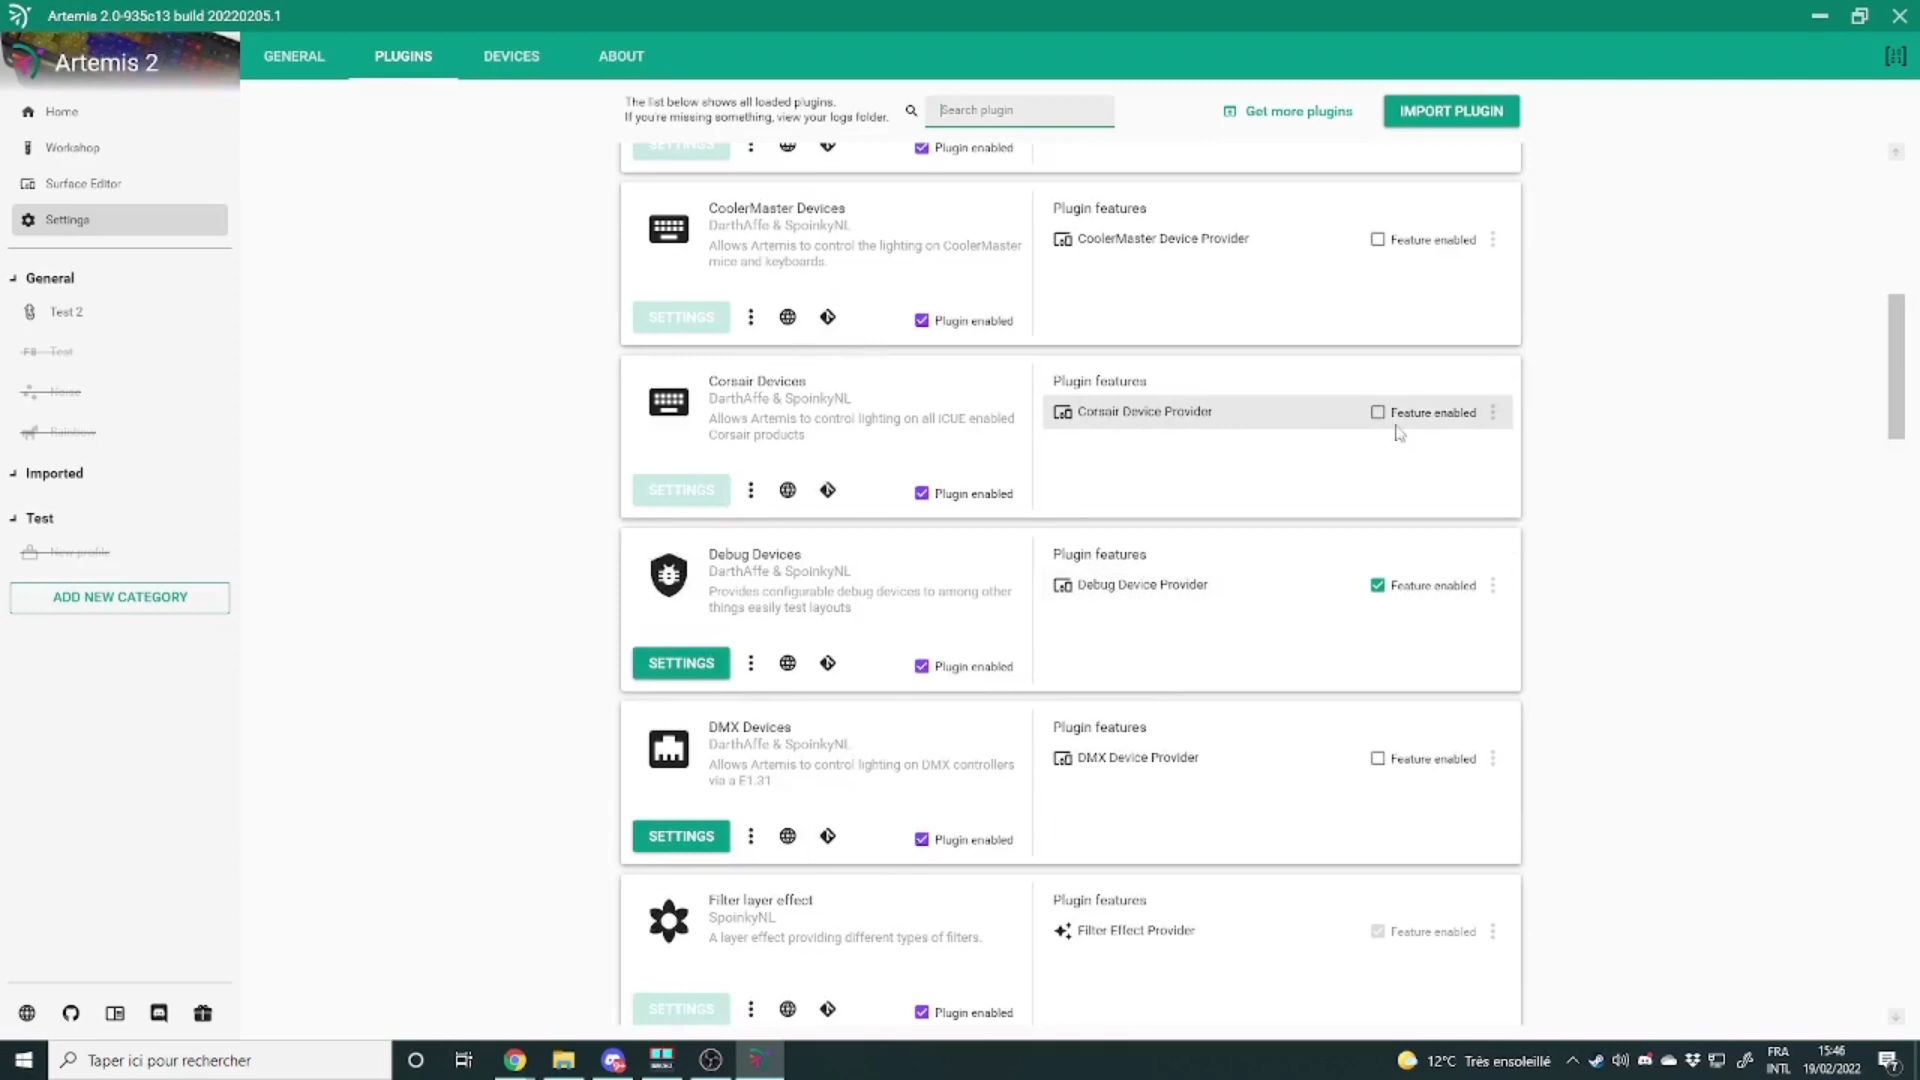 Artemis 2.0-935c13 build 20220205.1
Artemis 2
GENERAL
PLUGINS
DEVICES
ABOUT
Home
Workshop
Surface Editor
Settings
General
Test 2
Test
Noise
Rainbow
Imported
Test
New profile
ADD NEW CATEGORY
The list below shows all loaded plugins.
If you're missing something, view your logs folder.
Search plugin
Get more plugins
IMPORT PLUGIN
SETTINGS
Plugin enabled
CoolerMaster Devices
DarthAffe & SpoinkyNL
Allows Artemis to control the lighting on CoolerMaster
mice and keyboards.
SETTINGS
Plugin enabled
Plugin features
CoolerMaster Device Provider
Feature enabled
Corsair Devices
DarthAffe & SpoinkyNL
Allows Artemis to control lighting on all ICUE enabled
Corsair products
SETTINGS
Plugin enabled
Plugin features
Corsair Device Provider
Feature enabled
Debug Devices
DarthAffe & SpoinkyNL
Provides configurable debug devices to among other
things easily test layouts
SETTINGS
Plugin enabled
Plugin features
Debug Device Provider
Feature enabled
DMX Devices
DarthAffe & SpoinkyNL
Allows Artemis to control lighting on DMX controllers
via a E1.31
SETTINGS
Plugin enabled
Plugin features
DMX Device Provider
Feature enabled
Filter layer effect
SpoinkyNL
A layer effect providing different types of filters.
SETTINGS
Plugin enabled
Plugin features
Filter Effect Provider
Feature enabled
Taper ici pour rechercher
12°C Très ensoleillé
FRA
INTL
15:46
19/02/2022